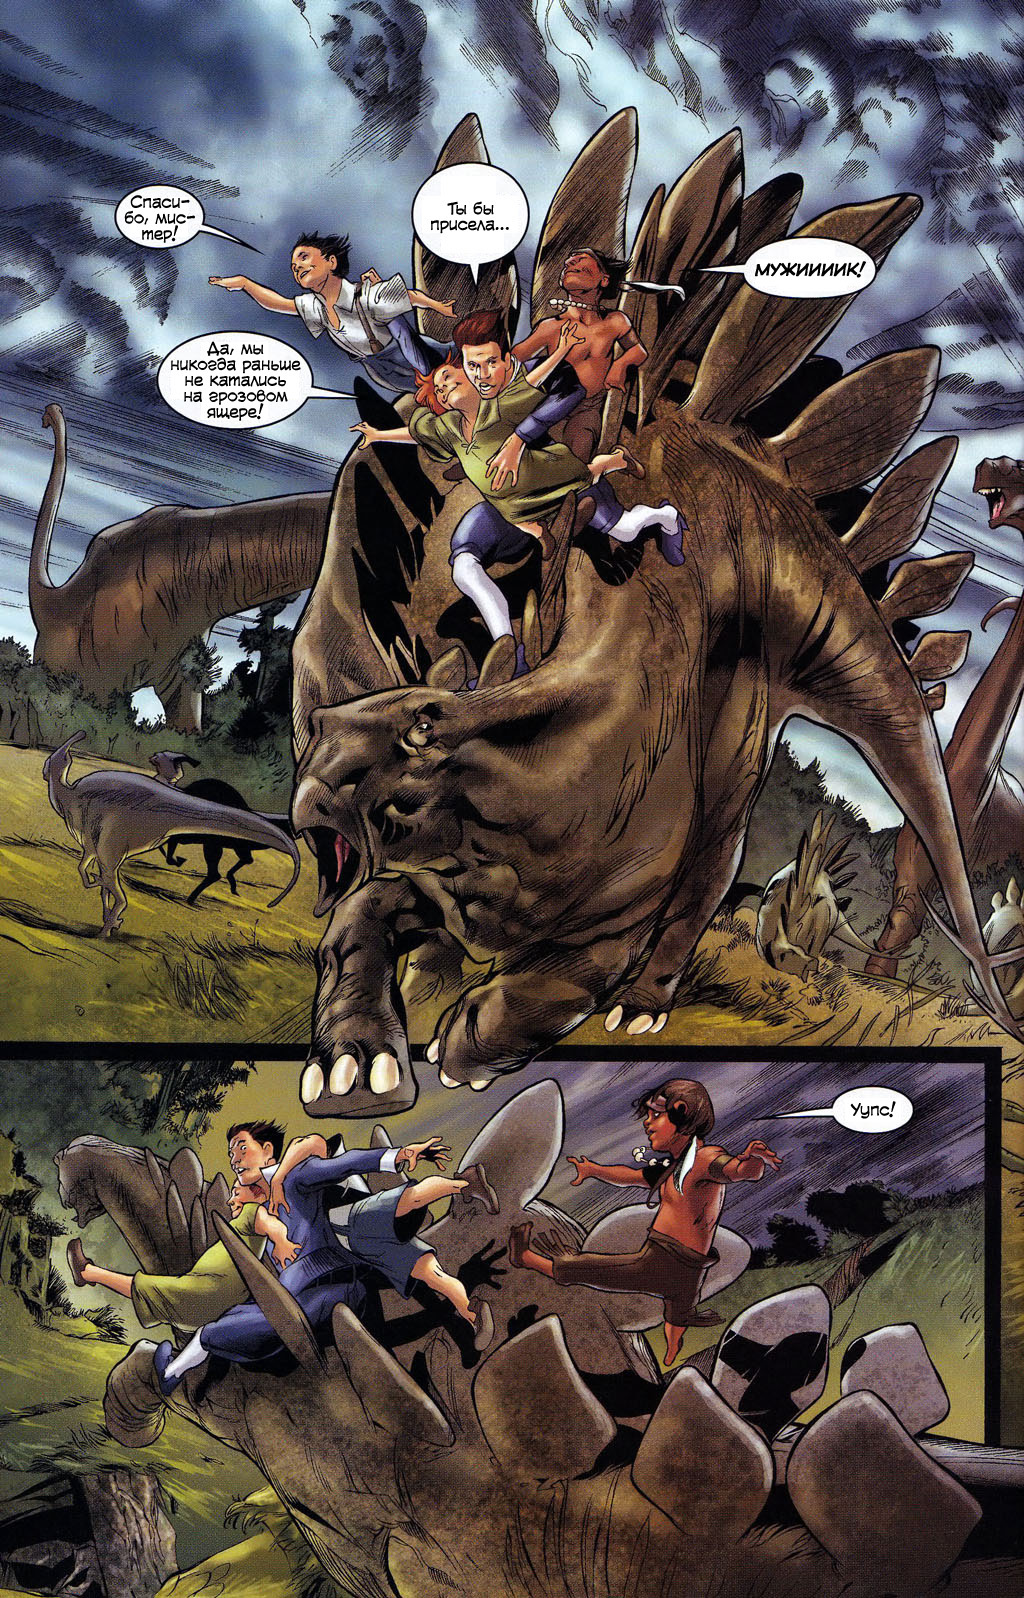 Спаси-
бо, мис-
тер!
Ты бы
присела...
МУЖИИИИК!
Да, мы
никогда раньше
не катались
на грозовом
ящере!
Уупс!